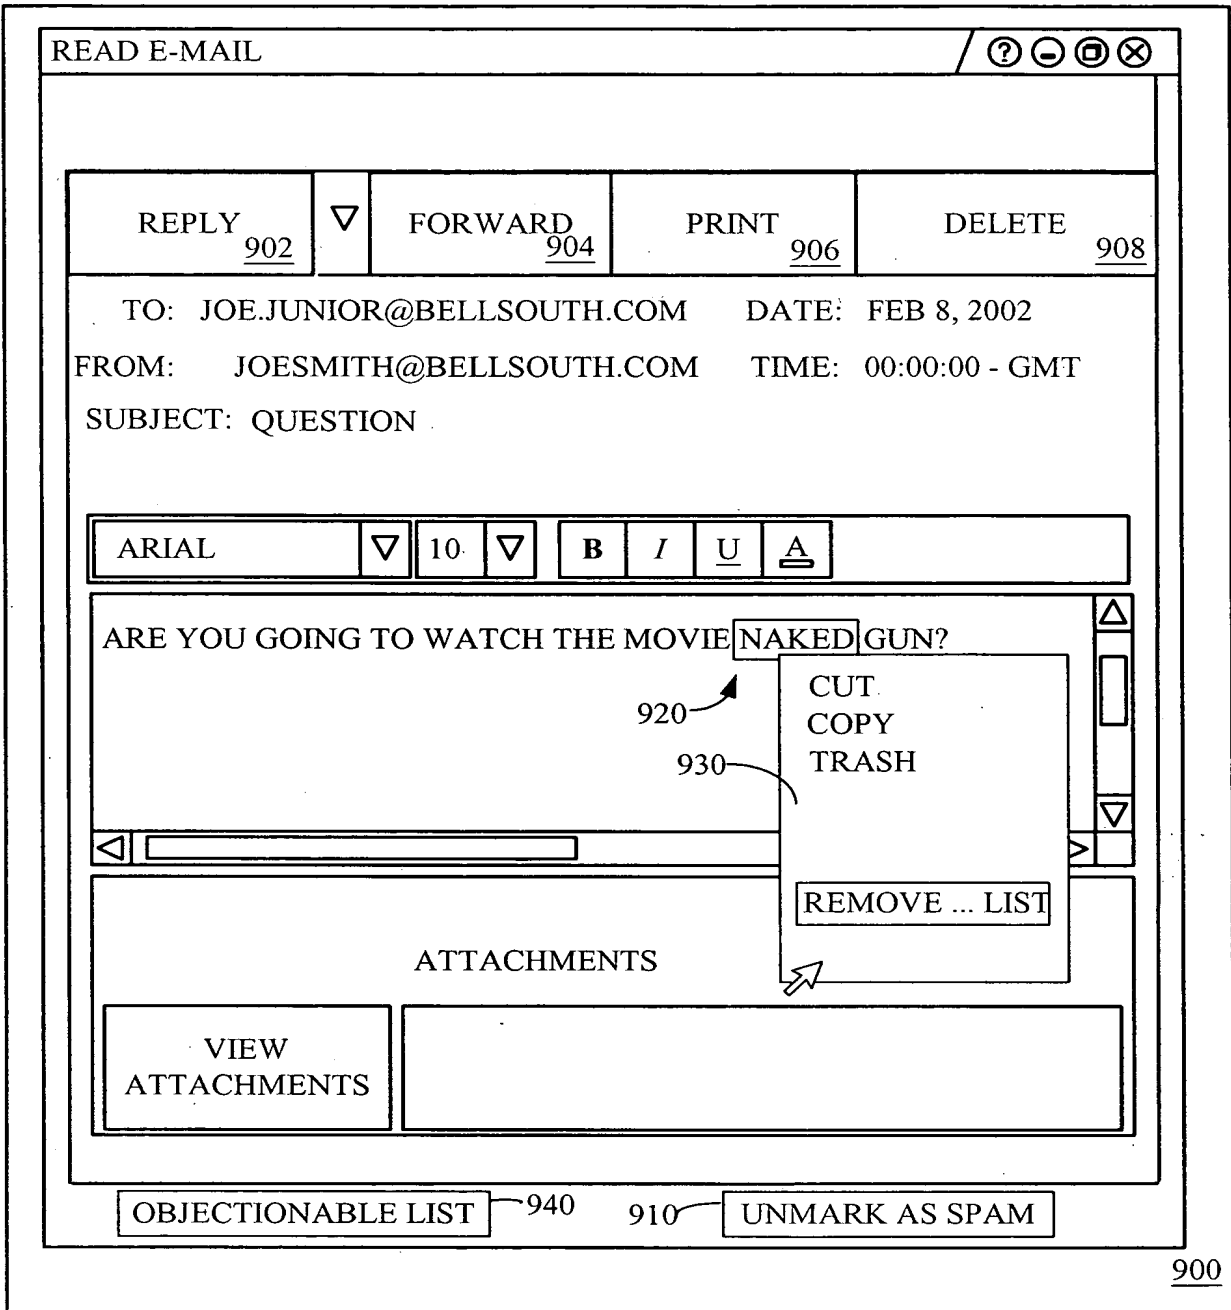 READ E-MAIL ?
REPLY 902 FORWARD 904 PRINT 906 DELETE 908
TO: JOE.JUNIOR@BELLSOUTH.COM DATE: FEB 8, 2002
FROM: JOESMITH@BELLSOUTH.COM TIME: 00:00:00 - GMT
SUBJECT: QUESTION
ARIAL 10 B I U A
ARE YOU GOING TO WATCH THE MOVIE NAKED GUN?
920
930
CUT
COPY
TRASH
REMOVE ... LIST
ATTACHMENTS
VIEW
ATTACHMENTS
OBJECTIONABLE LIST 940 910 UNMARK AS SPAM
900